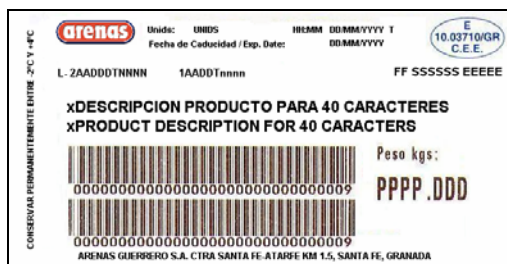 arenas
Unids: UNIDS HH:MM DD/MM/YYYY T
Fecha de Caducidad / Exp. Date: DD/MM/YYYY
E
10.03710/GR
C.E.E.
L- 2AADDDTNNNN 1AADDTnnnn FF SSSSSS EEEEE
CONSERVAR PERMANENTEMENTE ENTRE -2ºC Y +4ºC
xDESCRIPCION PRODUCTO PARA 40 CARACTERES
xPRODUCT DESCRIPTION FOR 40 CARACTERS
Peso kgs:
PPPP.DDD
ARENAS GUERRERO S.A. CTRA SANTA FE-ATARFE KM 1.5, SANTA FE, GRANADA